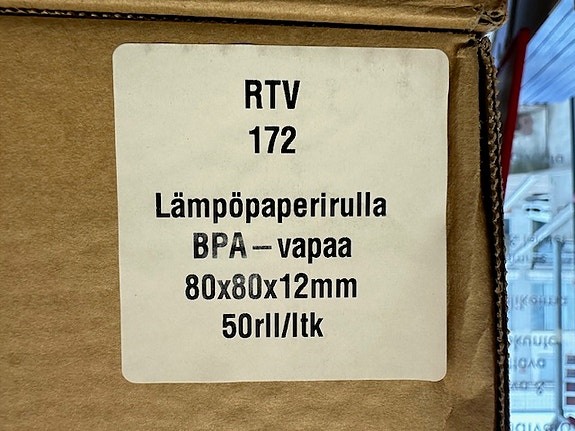 RTV
172
Lämpöpaperirulla
BPA – vapaa
80x80x12mm
50rll/ltk